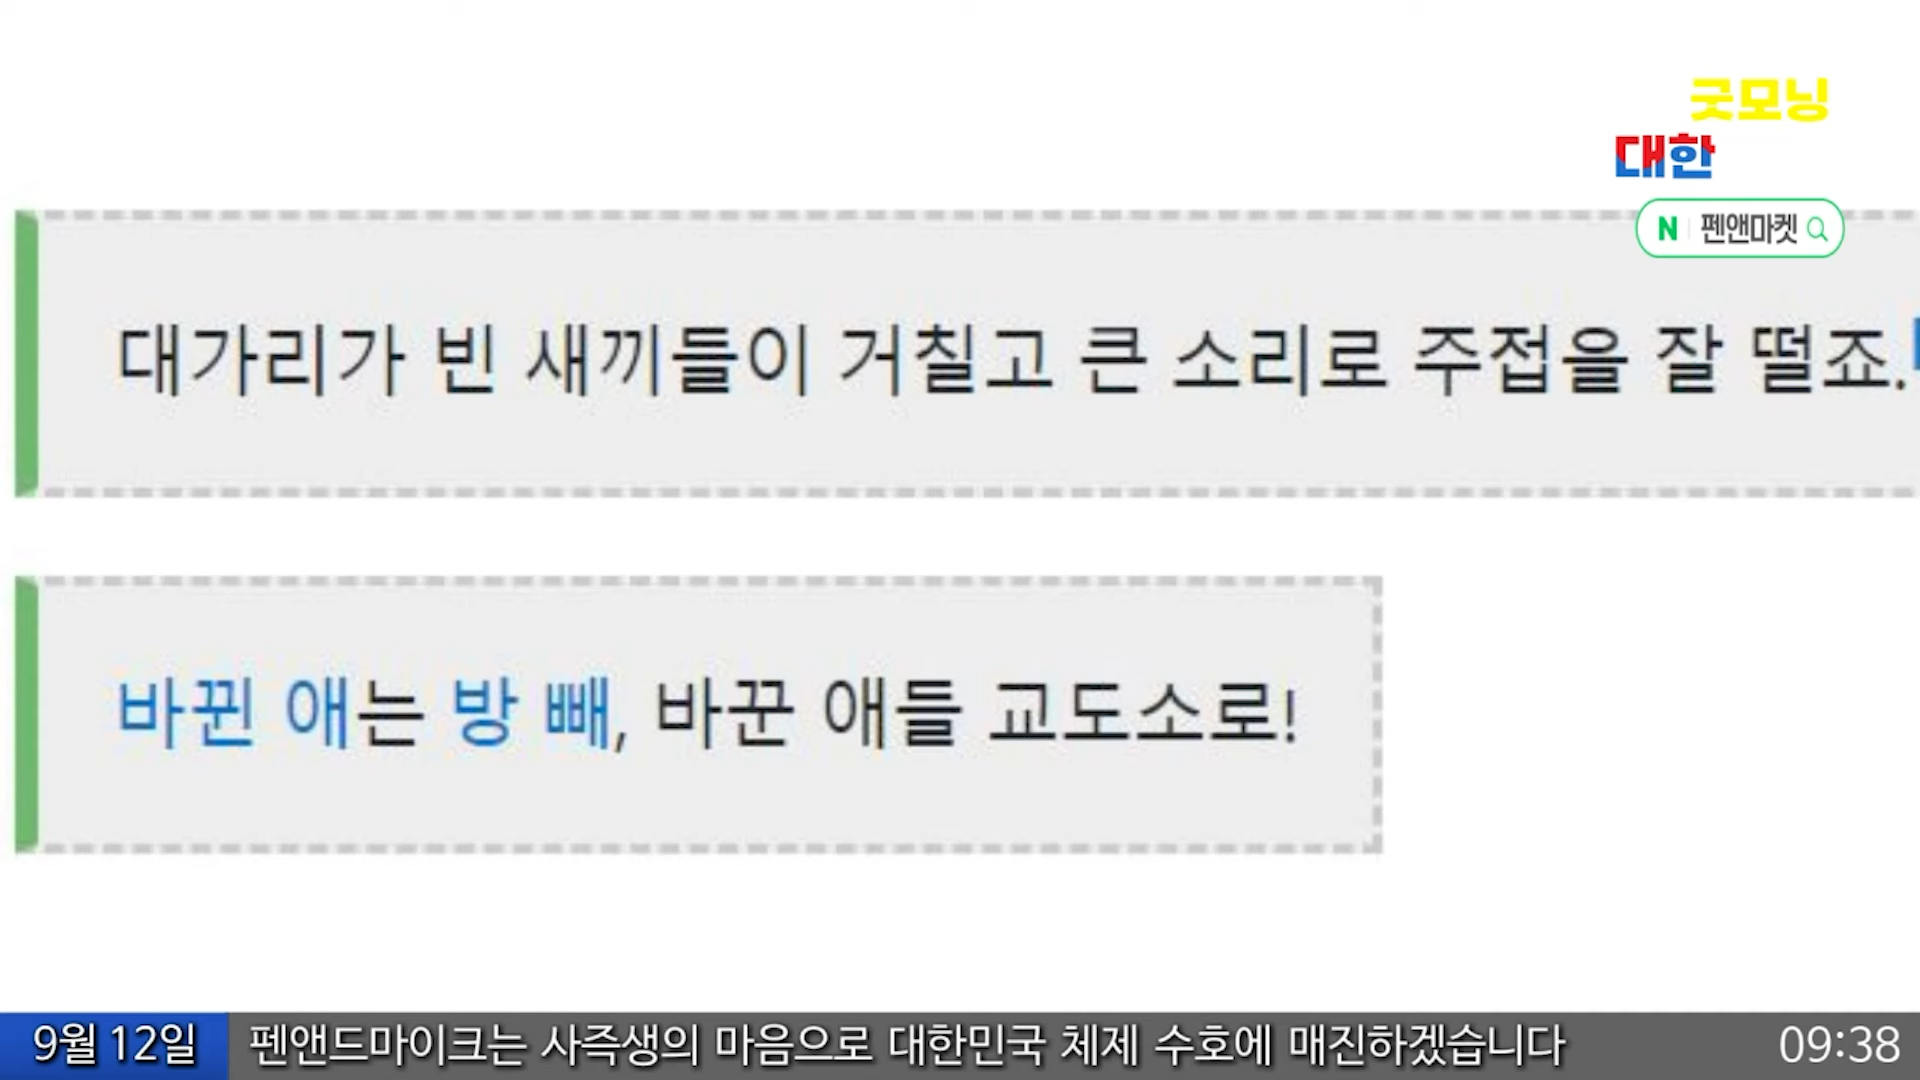 굿모닝
대한
N 펜앤마켓
대가리가 빈 새끼들이 거칠고 큰 소리로 주접을 잘 떨죠.
바뀐 애는 방 빼, 바꾼 애들 교도소로!
9월 12일 펜앤드마이크는 사즉생의 마음으로 대한민국 체제 수호에 매진하겠습니다 09:38